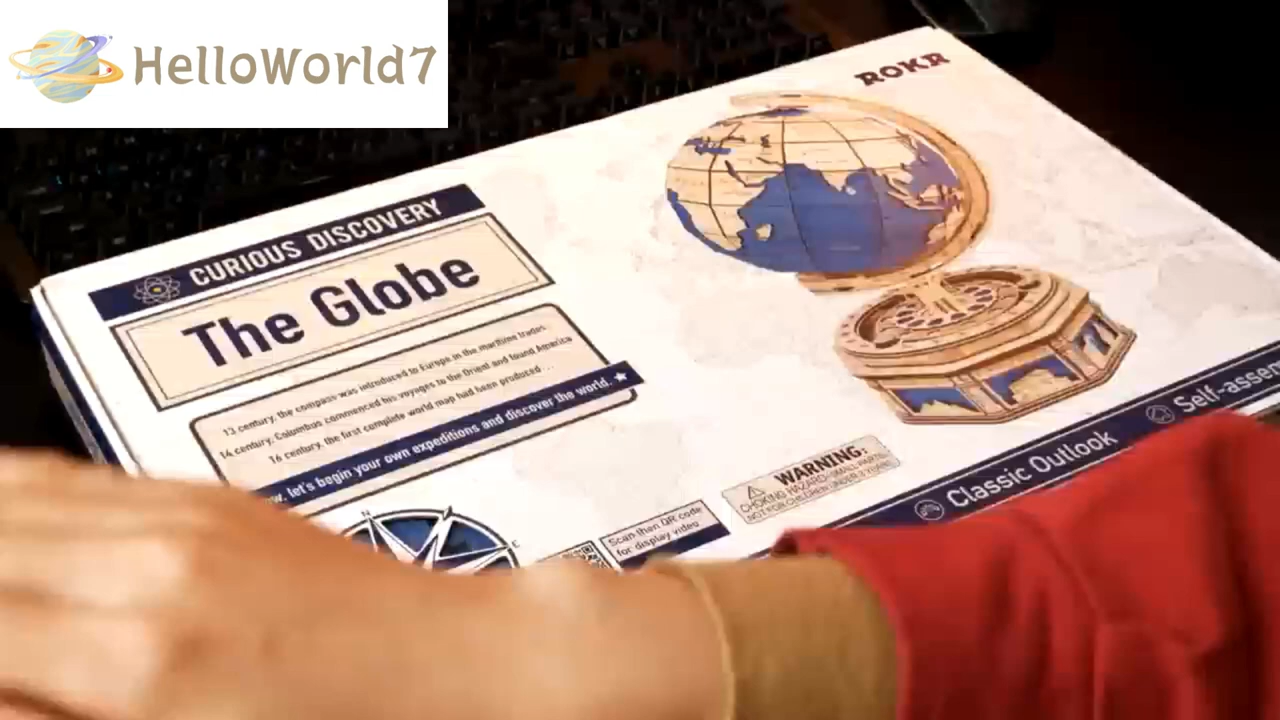 HelloWorld7
ROKR
CURIOUS DISCOVERY
The Globe
13 century, the compass was introduced to Europe in the maritime trades.
14 century, Columbus commenced his voyages to the Orient and found America
16 century, the first complete world map had been produced ...
let's begin your own expeditions and discover the world.
WARNING:
CHOKING HAZARD-SMALL PARTS
NOT FOR CHILDREN UNDER 3 YEARS
Scan then QR code
for display video
N
E
Classic Outlook
Self-assem